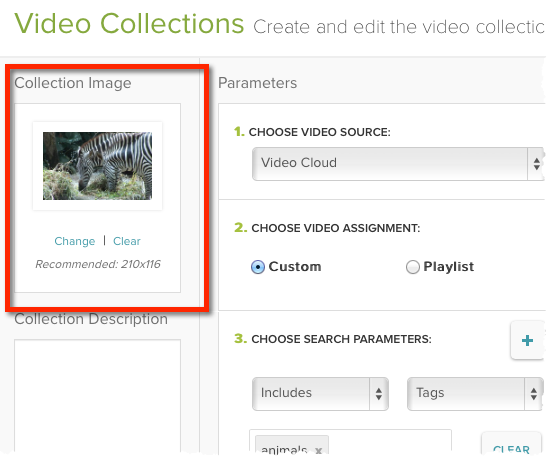 Video Collections Create and edit the video collectic
Collection Image
Change | Clear
Recommended: 210x116
Collection Description
Parameters
1. CHOOSE VIDEO SOURCE:
Video Cloud
2. CHOOSE VIDEO ASSIGNMENT:
Custom Playlist
3. CHOOSE SEARCH PARAMETERS:
+
Includes Tags
animals x
CLEAR